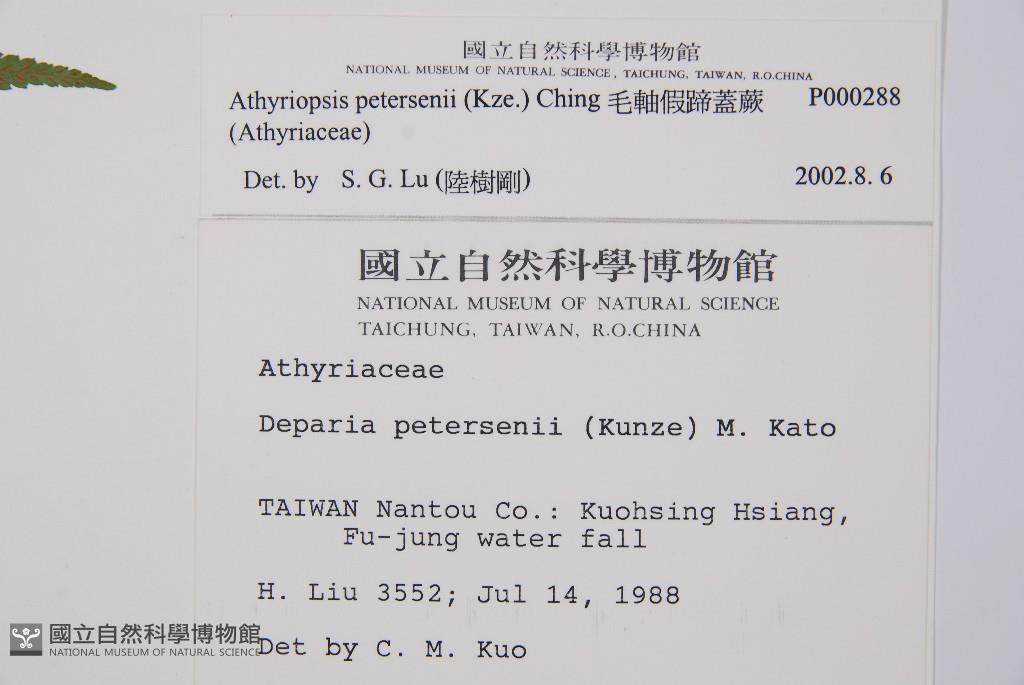 國立自然科學博物館
NATIONAL MUSEUM OF NATURAL SCIENCE, TAICHUNG, TAIWAN, R.O.CHINA
Athyriopsis petersenii (Kze.) Ching 毛軸假蹄蓋蕨 P000288
(Athyriaceae)
Det. by S. G. Lu (陸樹剛) 2002.8. 6
國立自然科學博物館
NATIONAL MUSEUM OF NATURAL SCIENCE
TAICHUNG, TAIWAN, R.O.CHINA
Athyriaceae
Deparia petersenii (Kunze) M. Kato
TAIWAN Nantou Co.: Kuohsing Hsiang,
Fu-jung water fall
H. Liu 3552; Jul 14, 1988
Det by C. M. Kuo
國立自然科學博物館
NATIONAL MUSEUM OF NATURAL SCIENCE